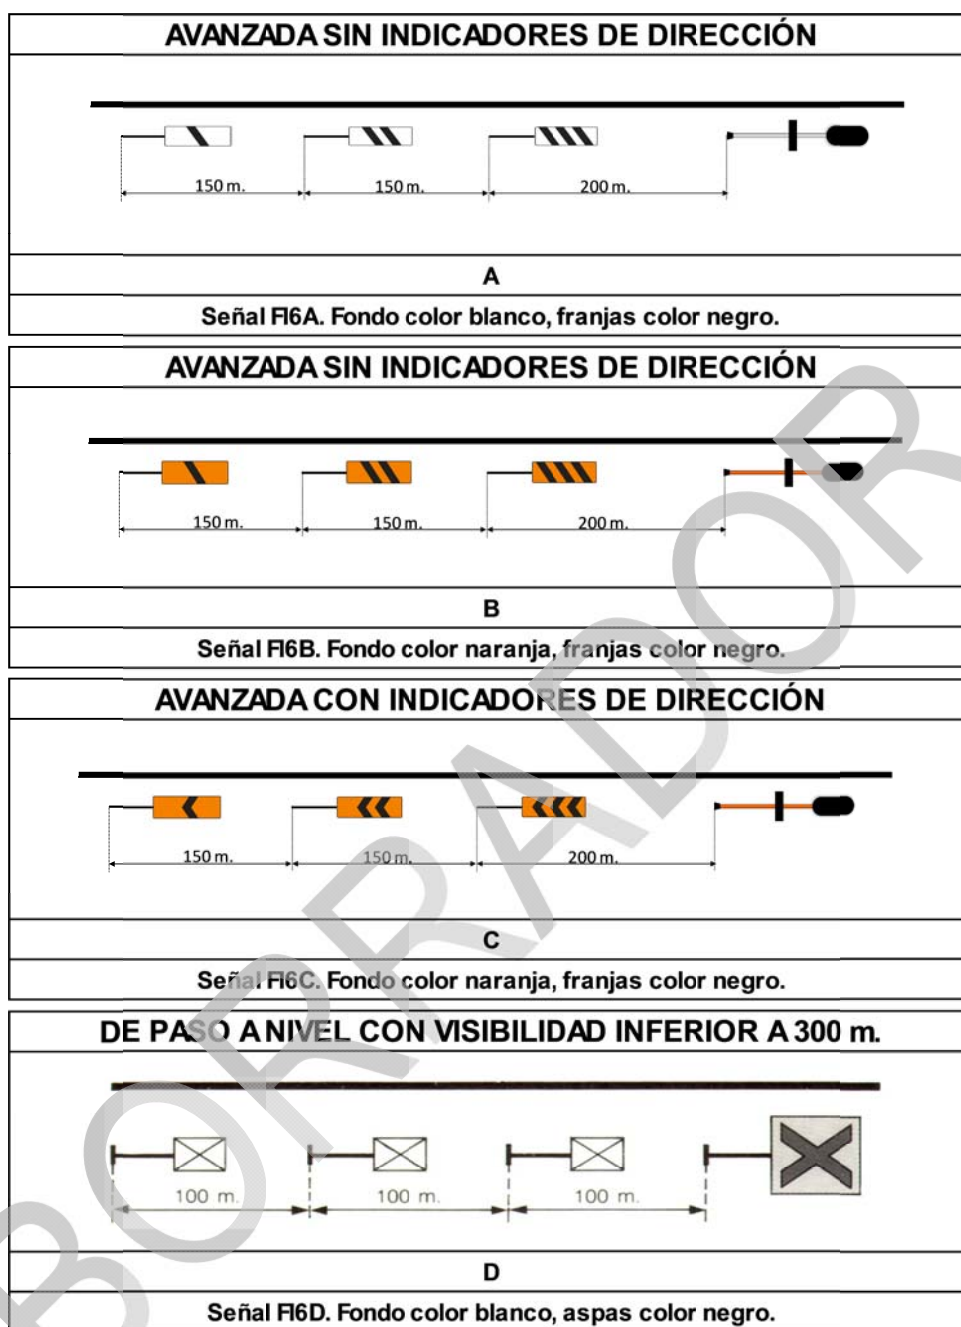 AVANZADA SIN INDICADORES DE DIRECCIÓN
150 m. 150 m. 200 m.
A
Señal FI6A. Fondo color blanco, franjas color negro.
AVANZADA SIN INDICADORES DE DIRECCIÓN
150 m. 150 m. 200 m.
B
Señal FI6B. Fondo color naranja, franjas color negro.
AVANZADA CON INDICADORES DE DIRECCIÓN
150 m. 150 m. 200 m.
C
Señal FI6C. Fondo color naranja, franjas color negro.
DE PASO A NIVEL CON VISIBILIDAD INFERIOR A 300 m.
100 m. 100 m. 100 m.
D
Señal FI6D. Fondo color blanco, aspas color negro.
BORRADOR